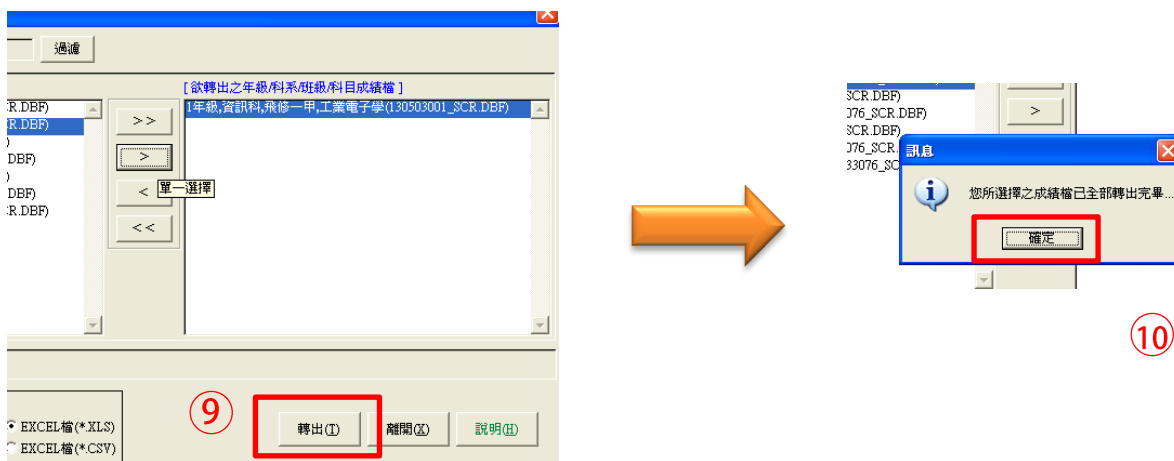 過濾
[欲轉出之年級/科系/班級/科目成績檔]
R.DBF)
R.DBF)
)
DBF)
)
DBF)
R.DBF)
>>
>
<
<<
單一選擇
1年級,資訊科,飛修一甲,工業電子學(130503001_SCR.DBF)
EXCEL檔(*.XLS)
EXCEL檔(*.CSV)
⑨
轉出(T)
離開(X)
說明(H)
SCR.DBF)
076_SCR.DBF)
SCR.DBF)
076_SCR.
33076_SC
>
訊息
您所選擇之成績檔已全部轉出完畢...
確定
⑩